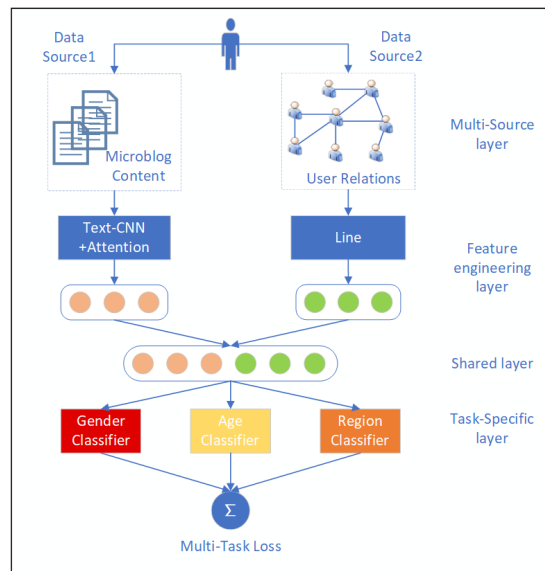 Data
Source1
Data
Source2
Microblog
Content
User Relations
Multi-Source
layer
Text-CNN
+Attention
Line
Feature
engineering
layer
Shared layer
Gender
Classifier
Age
Classifier
Region
Classifier
Task-Specific
layer
Σ
Multi-Task Loss